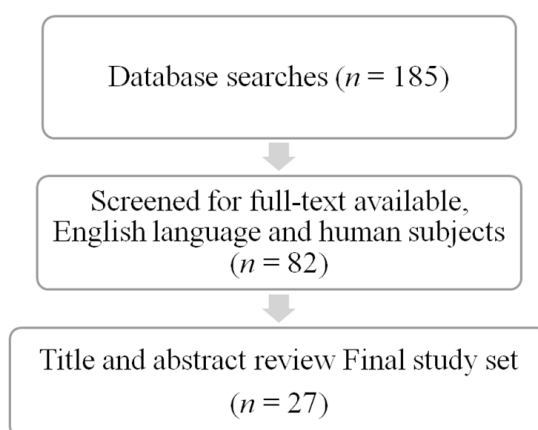 Database searches (n = 185)
Screened for full-text available,
English language and human subjects
(n = 82)
Title and abstract review Final study set
(n = 27)